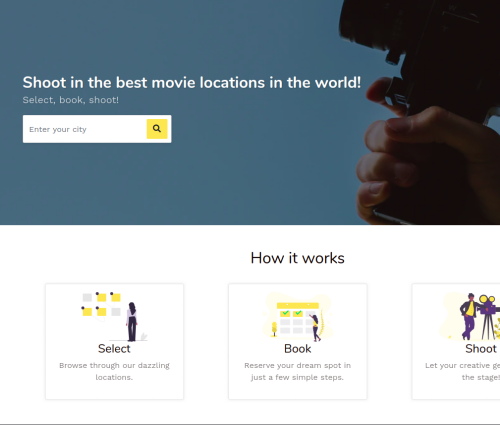 Shoot in the best movie locations in the world!
Select, book, shoot!
Enter your city
How it works
Select
Browse through our dazzling
locations.
Book
Reserve your dream spot in
just a few simple steps.
Shoot
Let your creative
the stage!